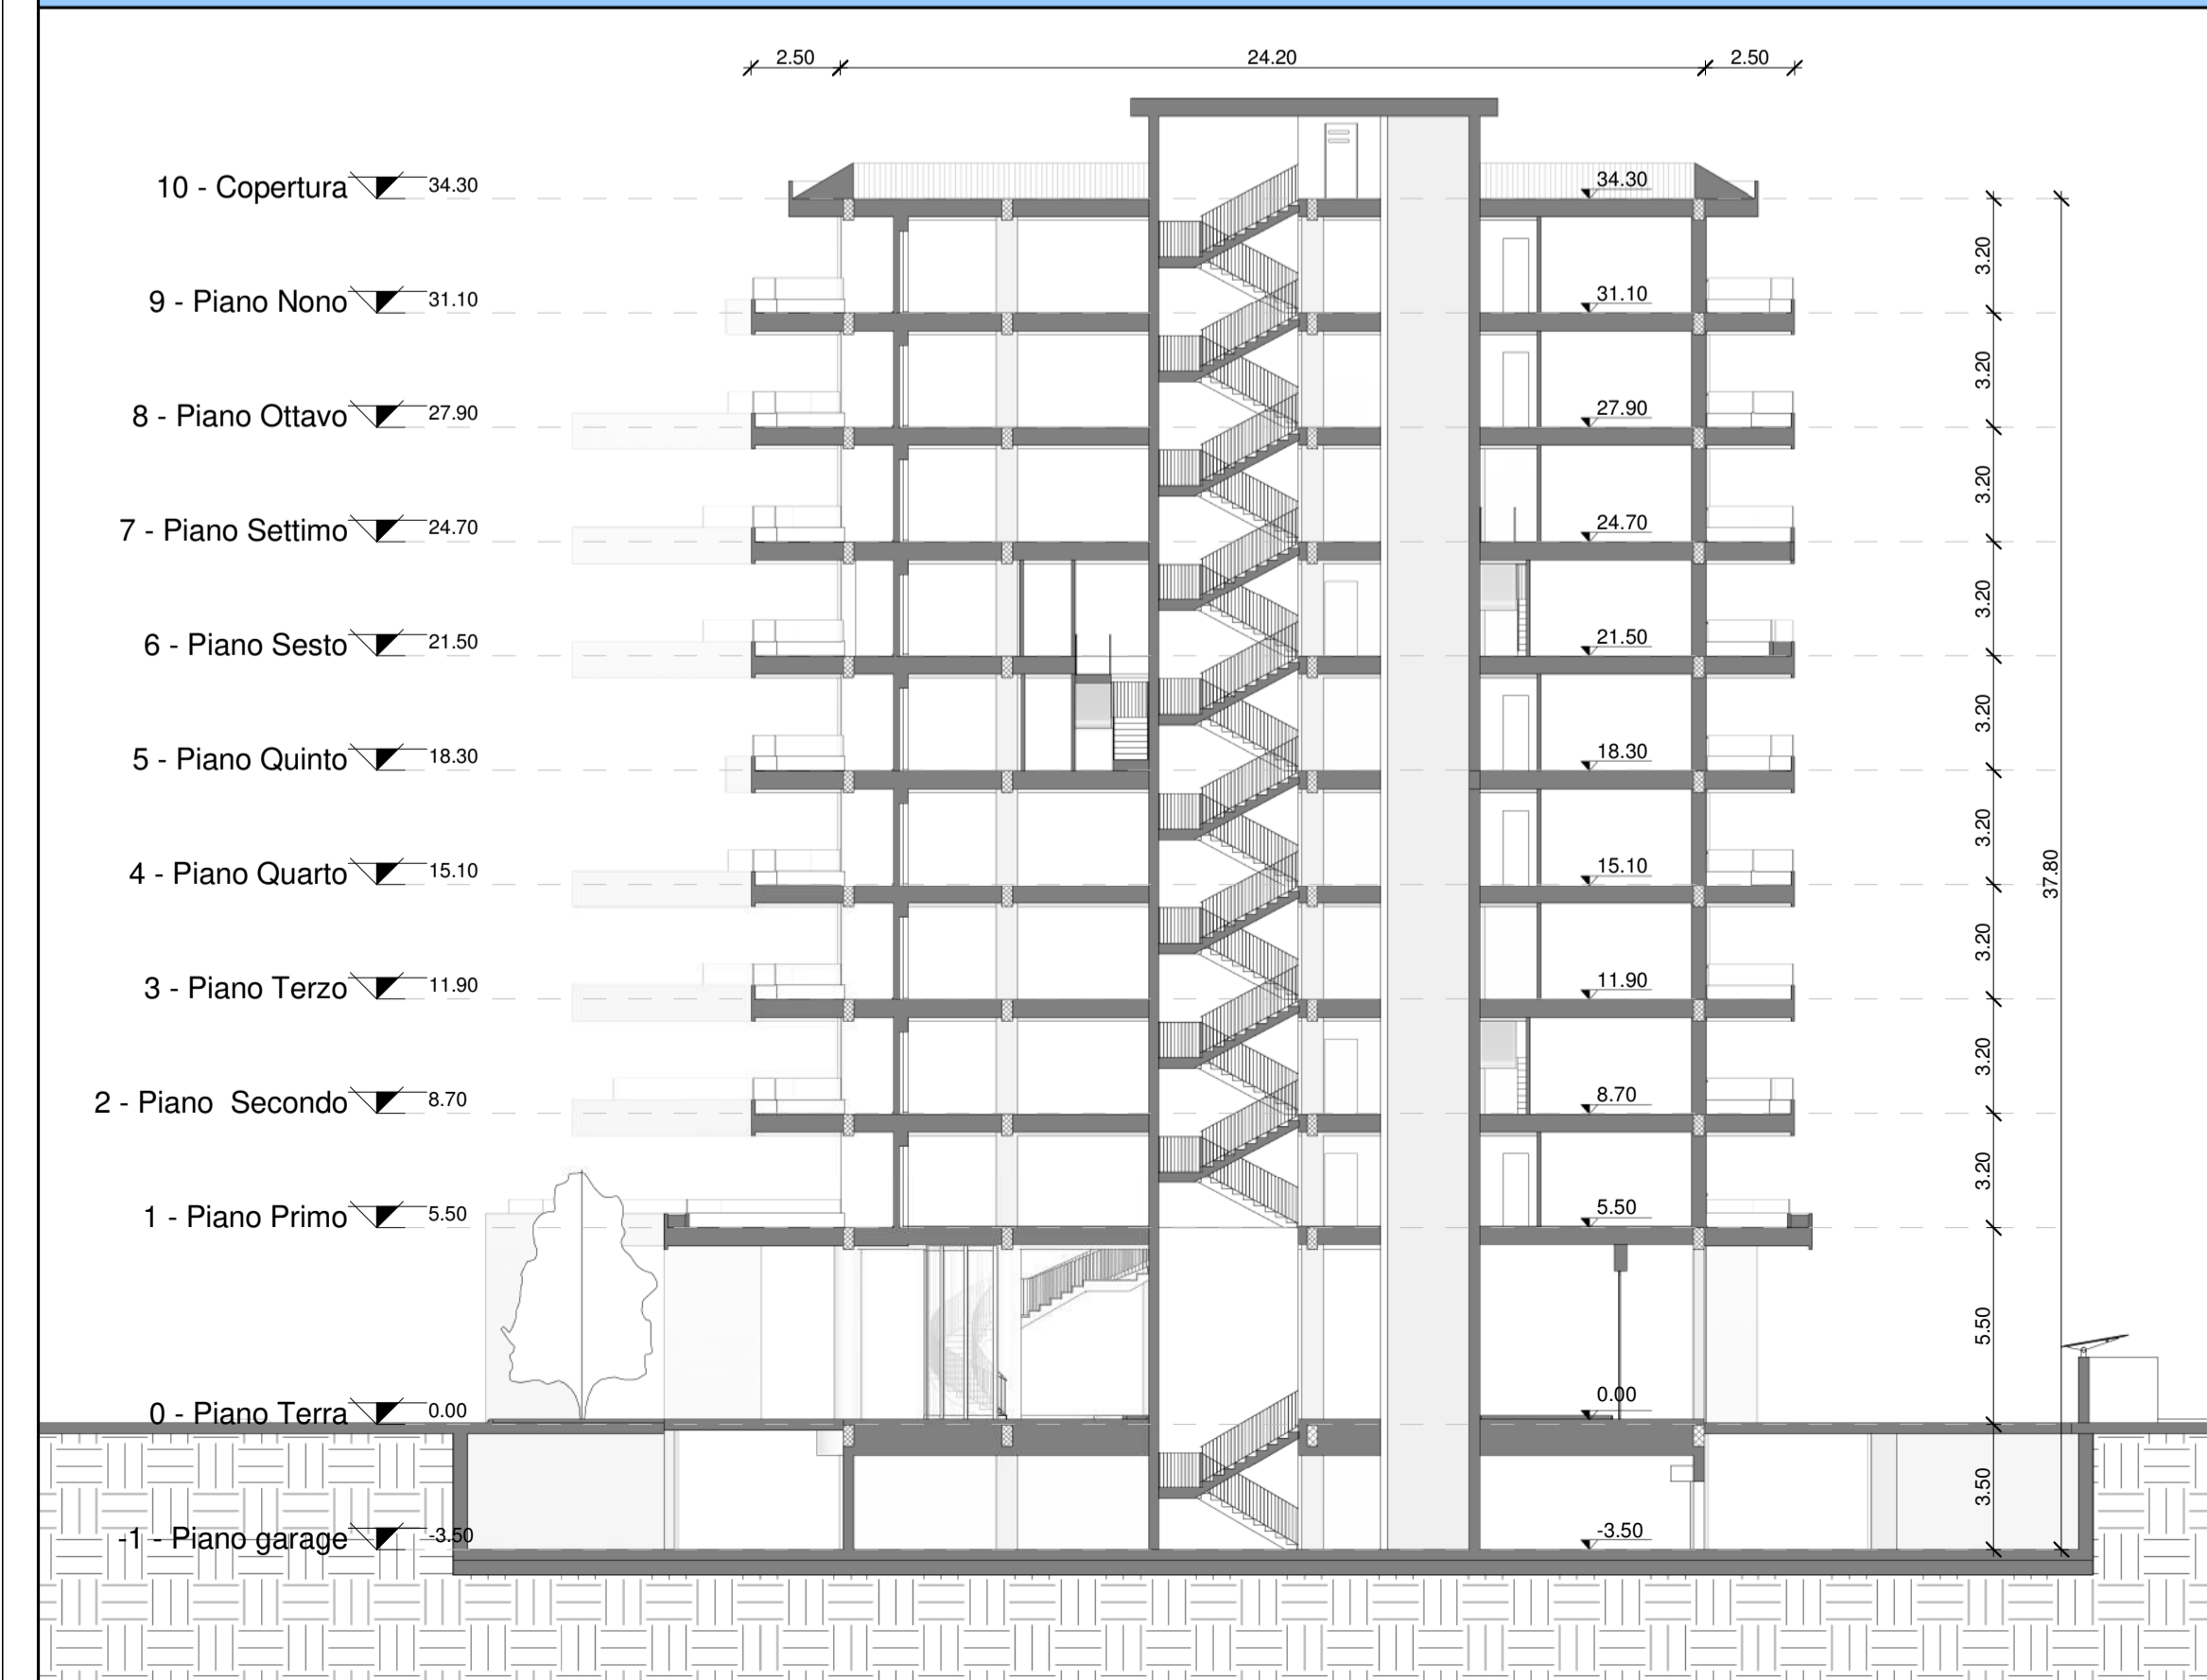 2.50 24.20 2.50
10 - Copertura 34.30 34.30
3.20
9 - Piano Nono 31.10 31.10
3.20
8 - Piano Ottavo 27.90 27.90
3.20
7 - Piano Settimo 24.70 24.70
3.20
6 - Piano Sesto 21.50 21.50
3.20
5 - Piano Quinto 18.30 18.30
3.20
4 - Piano Quarto 15.10 15.10
37.80
3.20
3 - Piano Terzo 11.90 11.90
3.20
2 - Piano  Secondo 8.70 8.70
3.20
1 - Piano Primo 5.50 5.50
5.50
0 - Piano Terra 0.00 0.00
3.50
-1 - Piano garage -3.50 -3.50